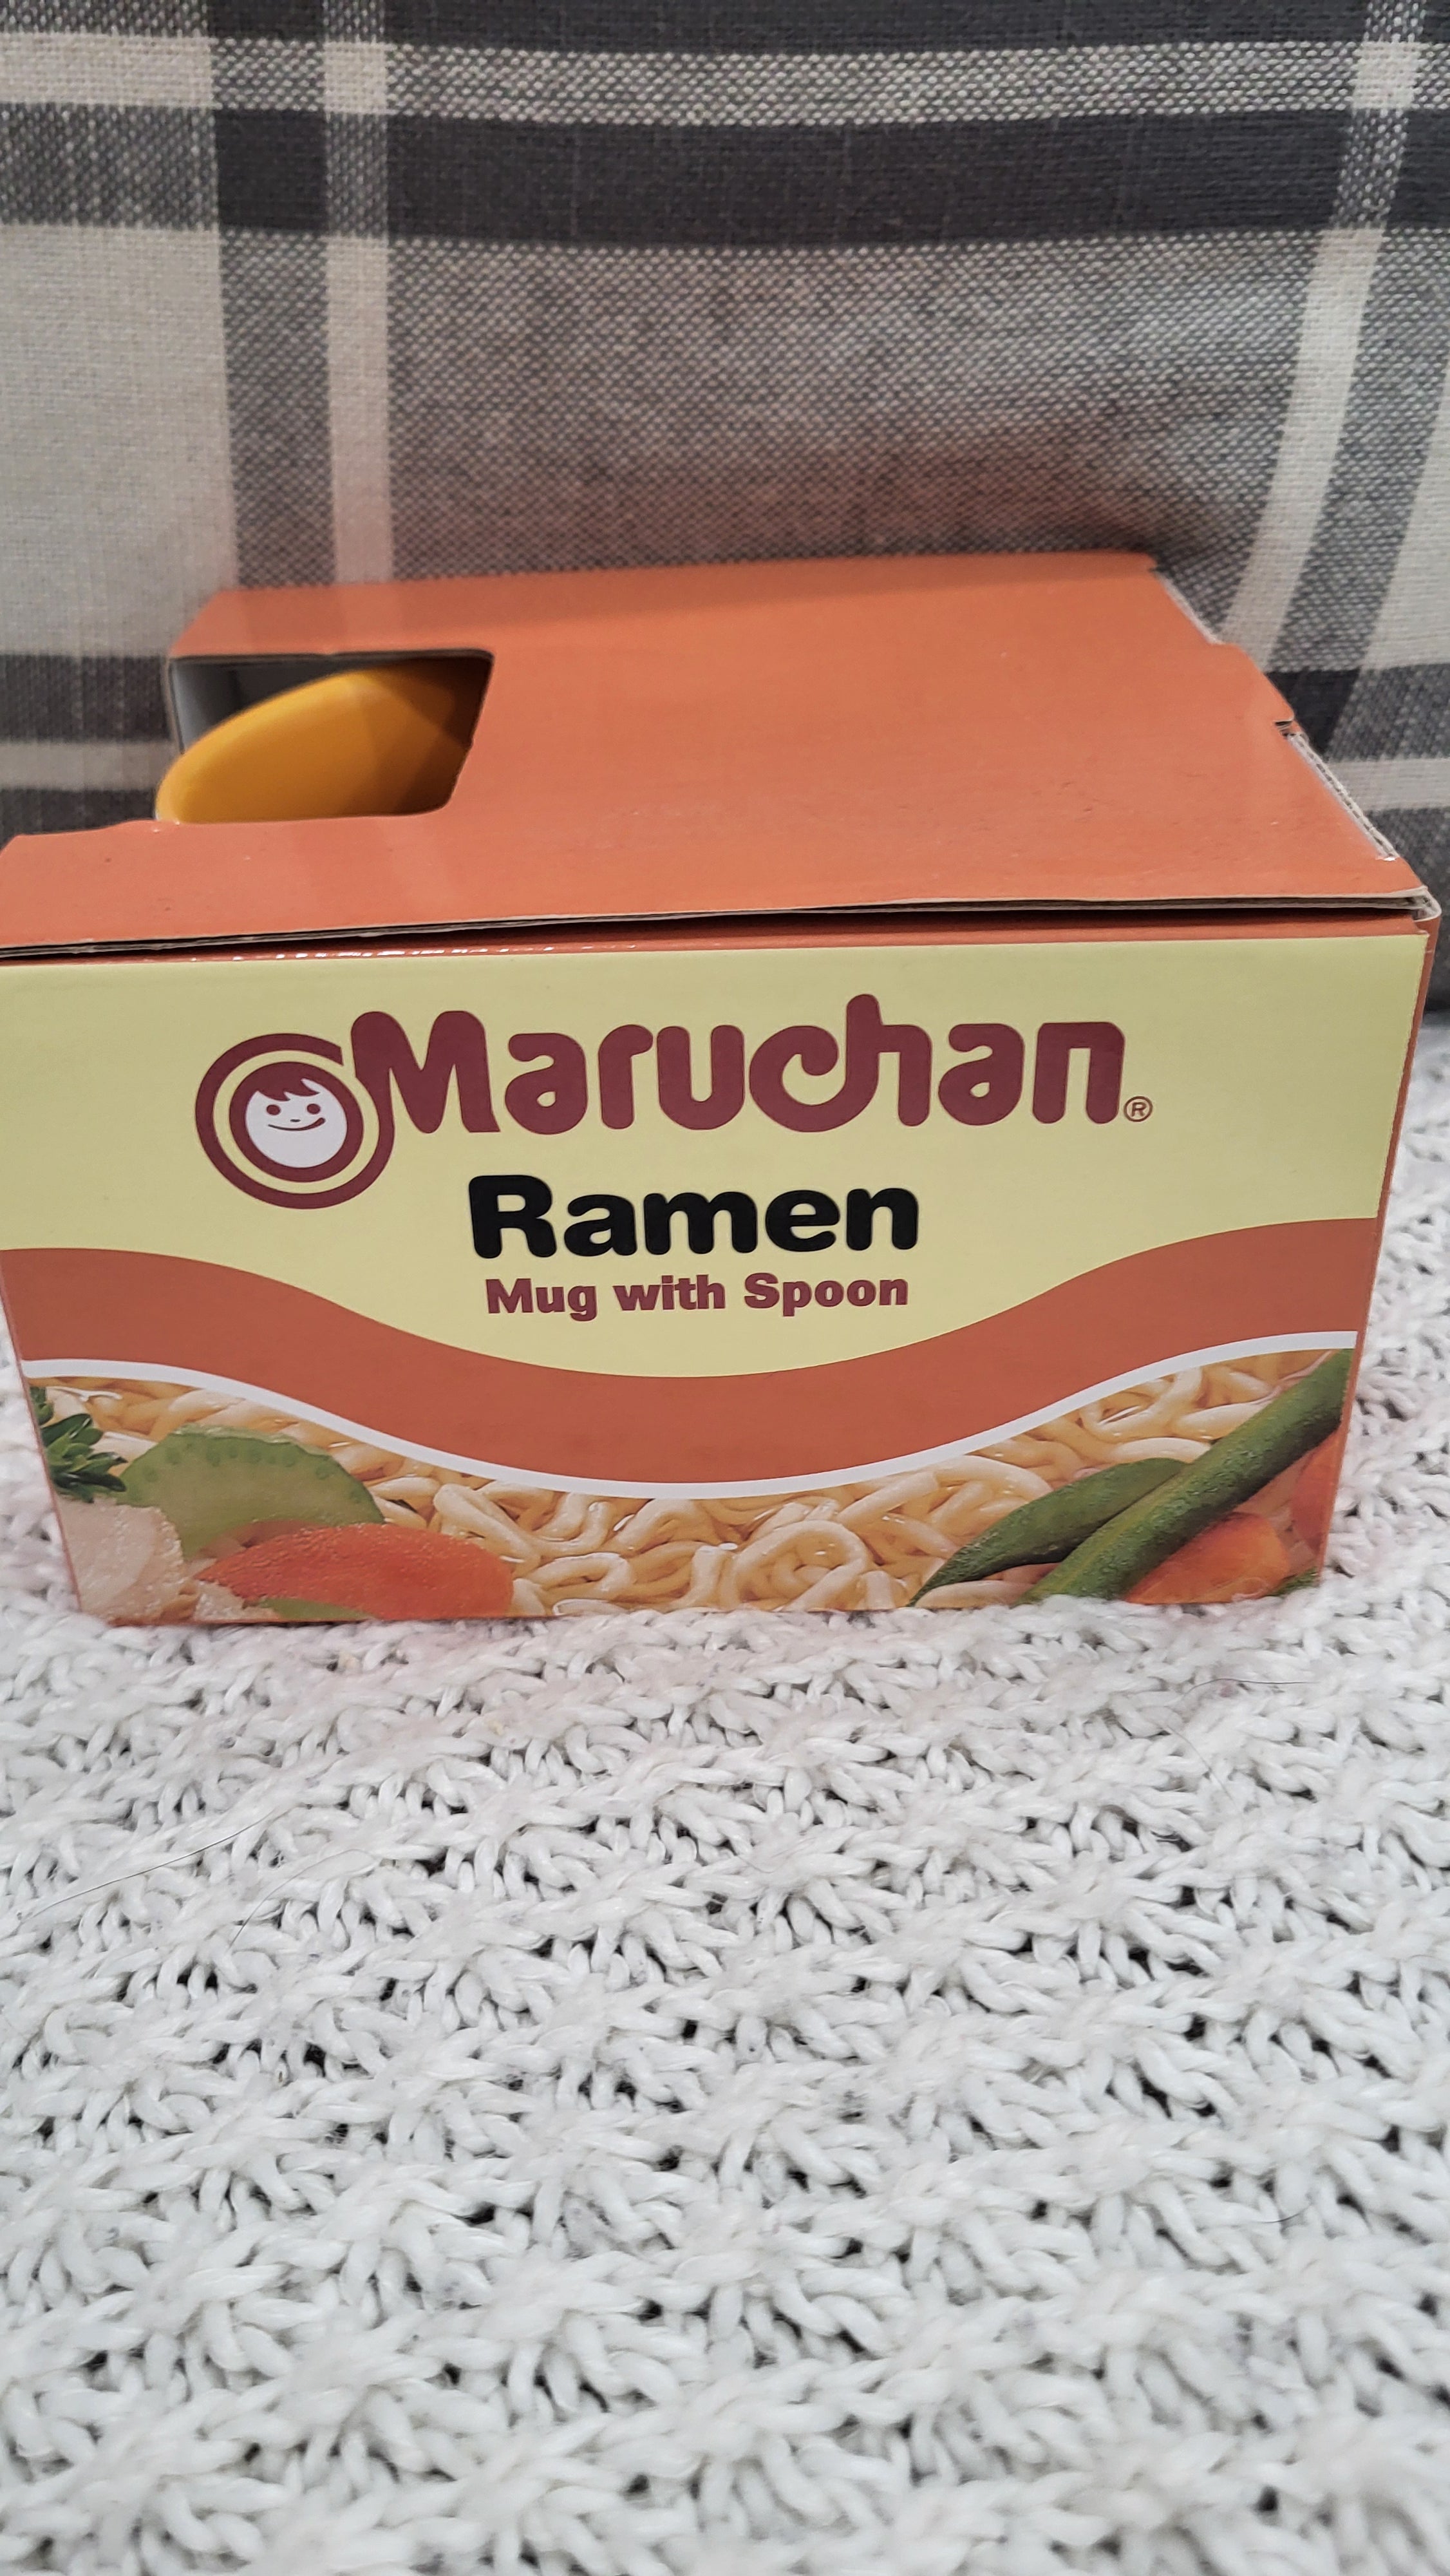 Maruchan®
Ramen
Mug with Spoon